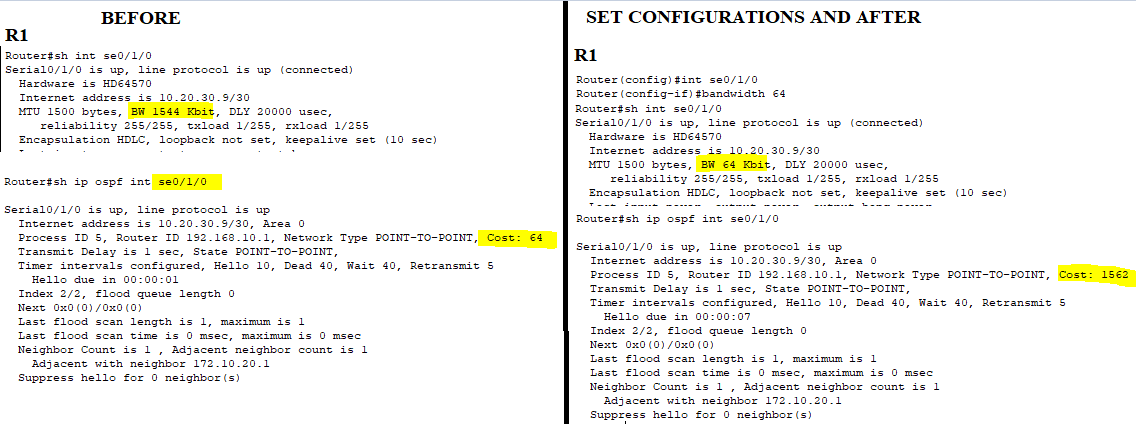 BEFORE
R1
Router#sh int se0/1/0
Serial0/1/0 is up, line protocol is up (connected)
Hardware is HD64570
Internet address is 10.20.30.9/30
MTU 1500 bytes, BW 1544 Kbit, DLY 20000 usec,
reliability 255/255, txload 1/255, rxload 1/255
Encapsulation HDLC, loopback not set, keepalive set (10 sec)
Router#sh ip ospf int se0/1/0
Serial0/1/0 is up, line protocol is up
Internet address is 10.20.30.9/30, Area 0
Process ID 5, Router ID 192.168.10.1, Network Type POINT-TO-POINT, Cost: 64
Transmit Delay is 1 sec, State POINT-TO-POINT,
Timer intervals configured, Hello 10, Dead 40, Wait 40, Retransmit 5
Hello due in 00:00:01
Index 2/2, flood queue length 0
Next 0x0(0)/0x0(0)
Last flood scan length is 1, maximum is 1
Last flood scan time is 0 msec, maximum is 0 msec
Neighbor Count is 1 , Adjacent neighbor count is 1
Adjacent with neighbor 172.10.20.1
Suppress hello for 0 neighbor(s)
SET CONFIGURATIONS AND AFTER
R1
Router(config)#int se0/1/0
Router(config-if)#bandwidth 64
Router#sh int se0/1/0
Serial0/1/0 is up, line protocol is up (connected)
Hardware is HD64570
Internet address is 10.20.30.9/30
MTU 1500 bytes, BW 64 Kbit, DLY 20000 usec,
reliability 255/255, txload 1/255, rxload 1/255
Encapsulation HDLC, loopback not set, keepalive set (10 sec)
Router#sh ip ospf int se0/1/0
Serial0/1/0 is up, line protocol is up
Internet address is 10.20.30.9/30, Area 0
Process ID 5, Router ID 192.168.10.1, Network Type POINT-TO-POINT, Cost: 1562
Transmit Delay is 1 sec, State POINT-TO-POINT,
Timer intervals configured, Hello 10, Dead 40, Wait 40, Retransmit 5
Hello due in 00:00:07
Index 2/2, flood queue length 0
Next 0x0(0)/0x0(0)
Last flood scan length is 1, maximum is 1
Last flood scan time is 0 msec, maximum is 0 msec
Neighbor Count is 1 , Adjacent neighbor count is 1
Adjacent with neighbor 172.10.20.1
Suppress hello for 0 neighbor(s)